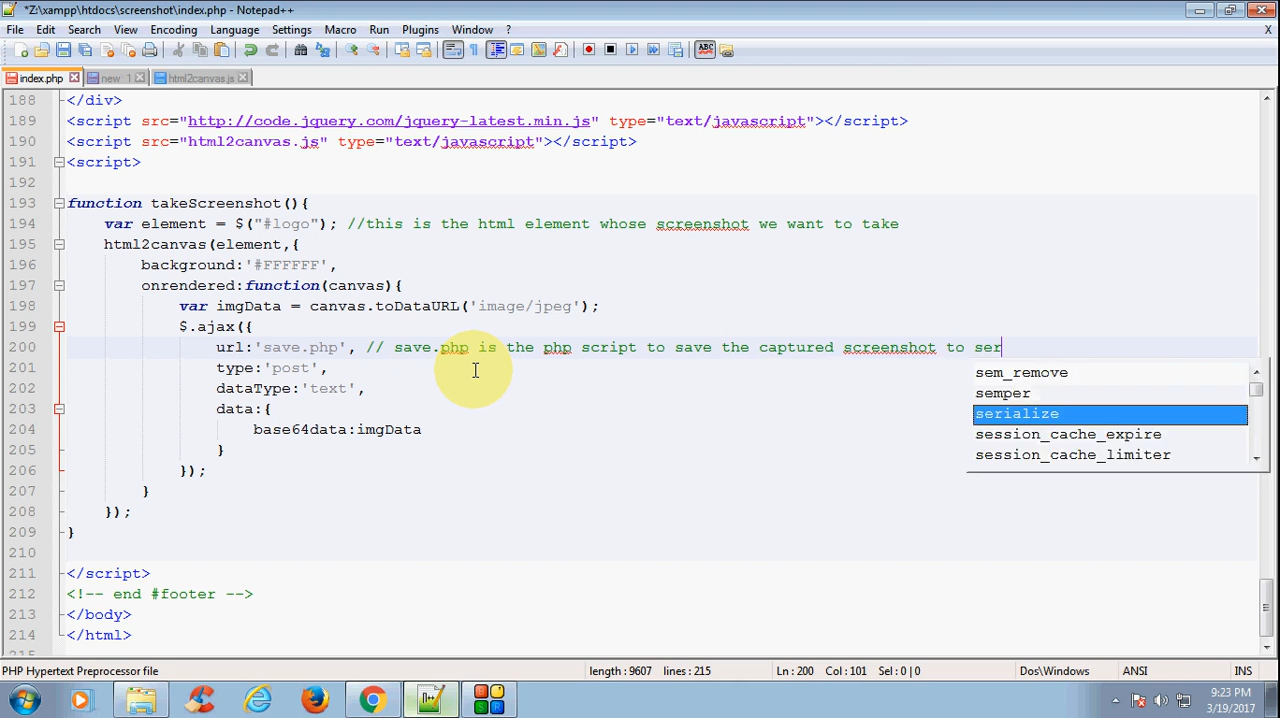 *Z:\xampp\htdocs\screenshot\index.php - Notepad++
File Edit Search View Encoding Language Settings Macro Run Plugins Window ? X
index.php new 1 html2canvas.js
188 </div>
189 <script src="http://code.jquery.com/jquery-latest.min.js" type="text/javascript"></script>
190 <script src="html2canvas.js" type="text/javascript"></script>
191 <script>
192
193 function takeScreenshot(){
194 var element = $("#logo"); //this is the html element whose screenshot we want to take
195 html2canvas(element,{
196 background:'#FFFFFF',
197 onrendered:function(canvas){
198 var imgData = canvas.toDataURL('image/jpeg');
199 $.ajax({
200 url:'save.php', // save.php is the php script to save the captured screenshot to ser
201 type:'post',
202 dataType:'text',
203 data:{
204 base64data:imgData
205 }
206 });
207 }
208 });
209 }
210
211 </script>
212 <!-- end #footer -->
213 </body>
214 </html>
215
sem_remove
semper
serialize
session_cache_expire
session_cache_limiter
PHP Hypertext Preprocessor file length : 9607 lines : 215 Ln : 200 Col : 101 Sel : 0 | 0 Dos\Windows ANSI INS
9:23 PM
3/19/2017